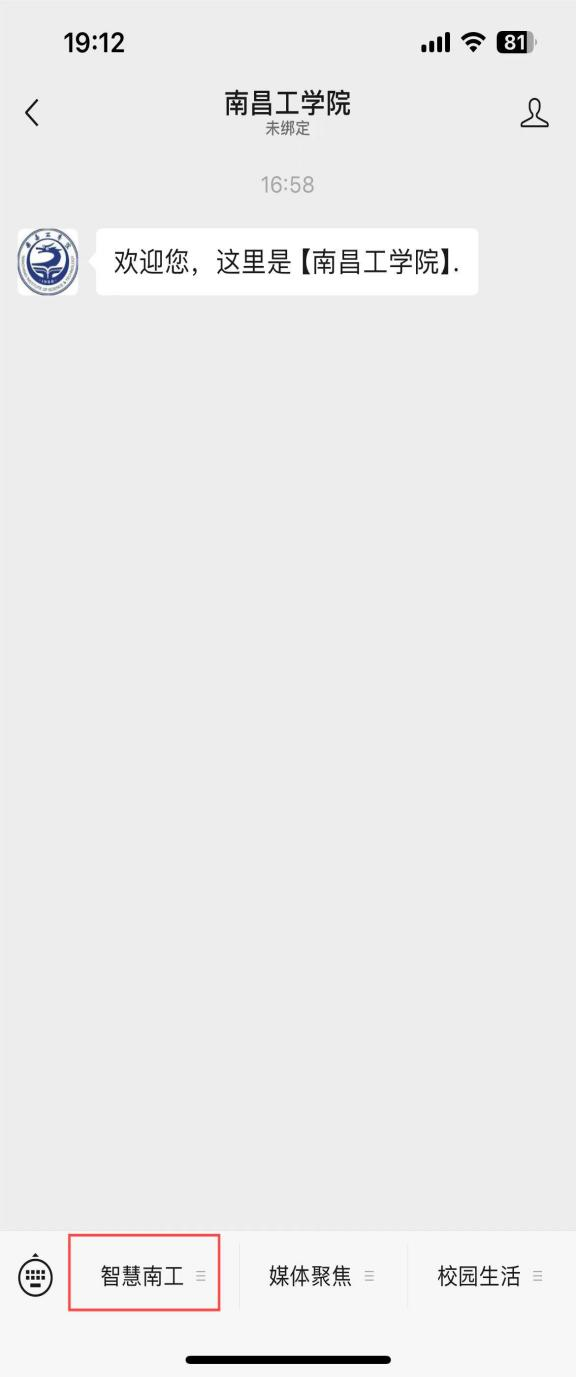 19:12
81
南昌工学院
未绑定
16:58
欢迎您，这里是【南昌工学院】.
智慧南工
媒体聚焦
校园生活